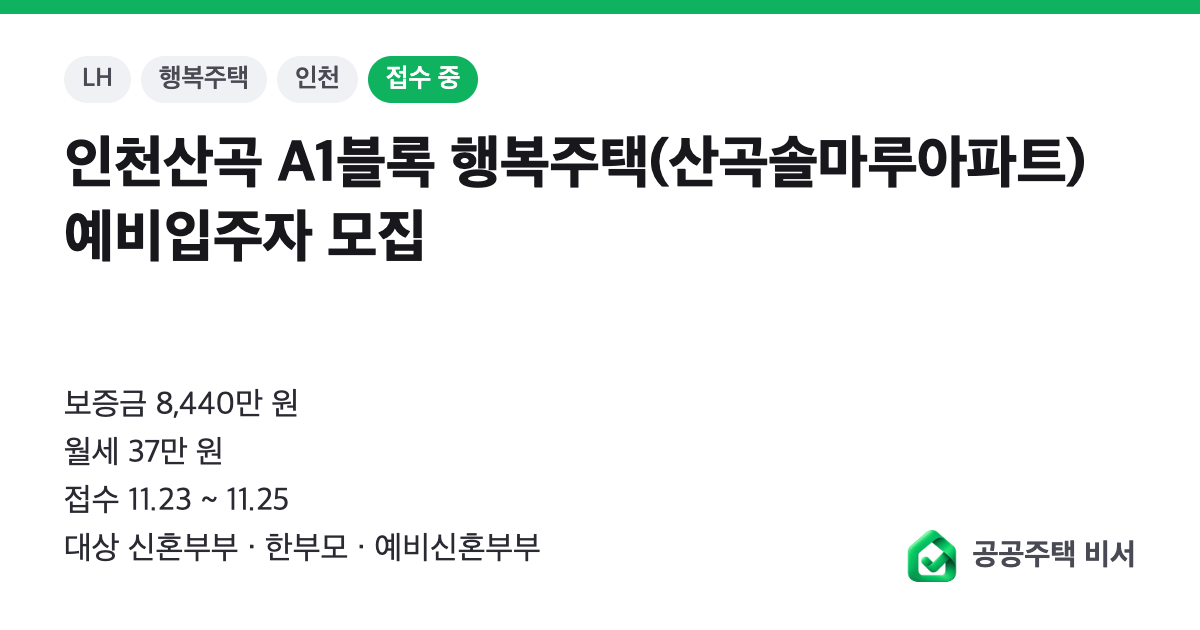 LH 행복주택 인천 접수 중
인천산곡 A1블록 행복주택(산곡솔마루아파트)
예비입주자 모집
보증금 8,440만 원
월세 37만 원
접수 11.23 ~ 11.25
대상 신혼부부 · 한부모 · 예비신혼부부
공공주택 비서